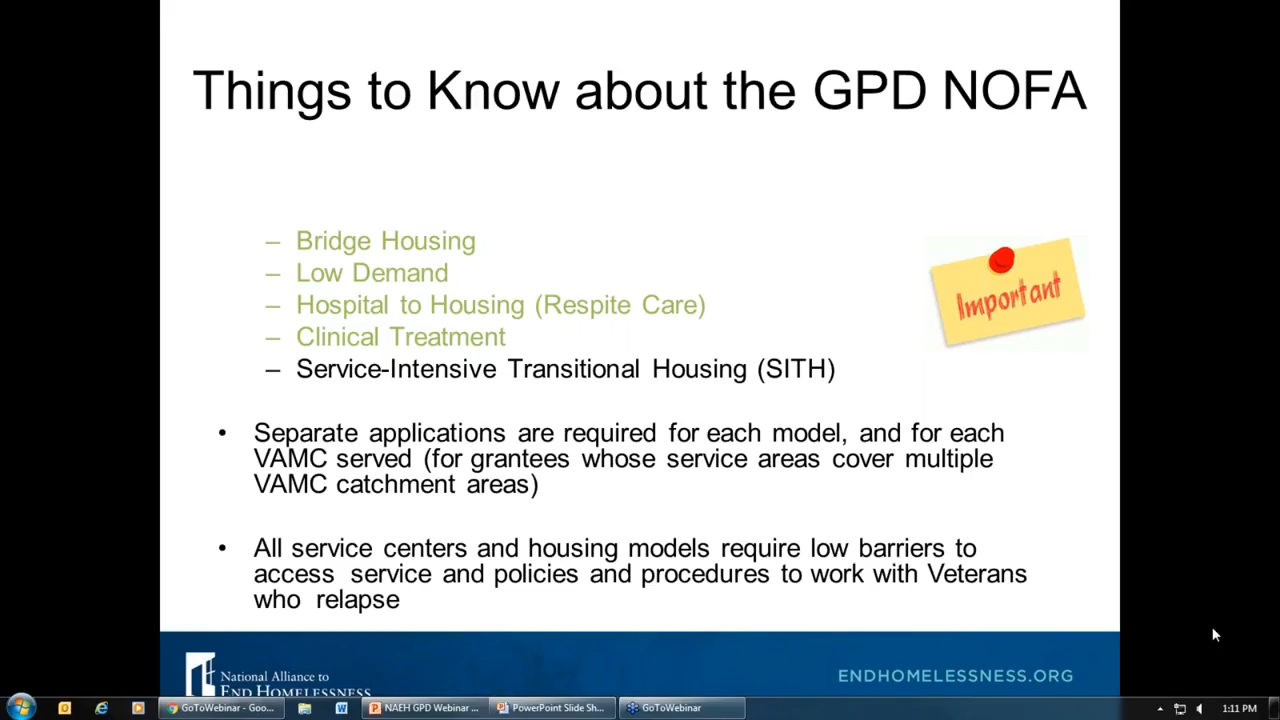 Things to Know about the GPD NOFA
– Bridge Housing
– Low Demand
– Hospital to Housing (Respite Care)
– Clinical Treatment
– Service-Intensive Transitional Housing (SITH)
Important
• Separate applications are required for each model, and for each
VAMC served (for grantees whose service areas cover multiple
VAMC catchment areas)
• All service centers and housing models require low barriers to
access service and policies and procedures to work with Veterans
who relapse
National Alliance to
END HOMELESSNESS
ENDHOMELESSNESS.ORG
GoToWebinar - Goo...
NAEH GPD Webinar ...
PowerPoint Slide Sh...
GoToWebinar
1:11 PM